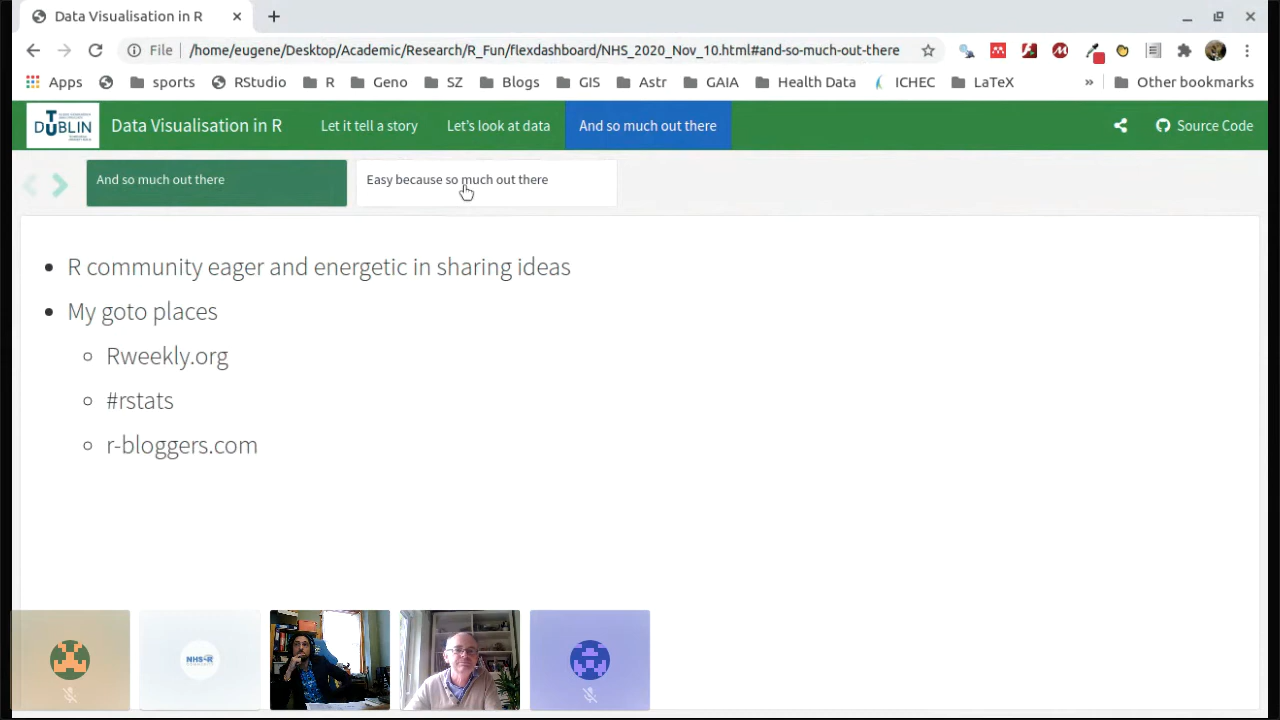 Data Visualisation in R
File /home/eugene/Desktop/Academic/Research/R_Fun/flexdashboard/NHS_2020_Nov_10.html#and-so-much-out-there
Apps sports RStudio R Geno SZ Blogs GIS Astr GAIA Health Data ICHEC LaTeX » Other bookmarks
DUBLIN Data Visualisation in R Let it tell a story Let's look at data And so much out there Source Code
And so much out there Easy because so much out there
R community eager and energetic in sharing ideas
My goto places
Rweekly.org
#rstats
r-bloggers.com
NHS-R